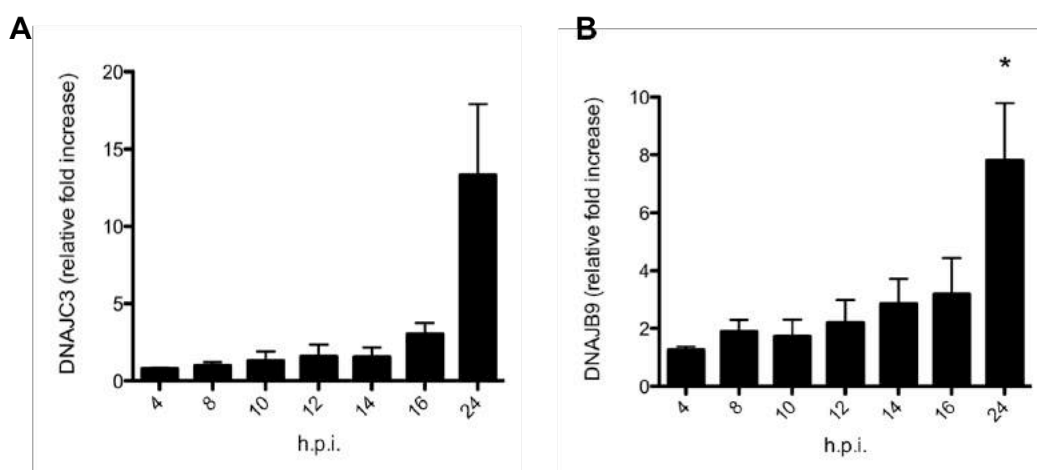 A
DNAJC3 (relative fold increase)
20
15
10
5
0
4 8 10 12 14 16 24
h.p.i.
B
DNAJB9 (relative fold increase)
10
8
6
4
2
0
*
4 8 10 12 14 16 24
h.p.i.